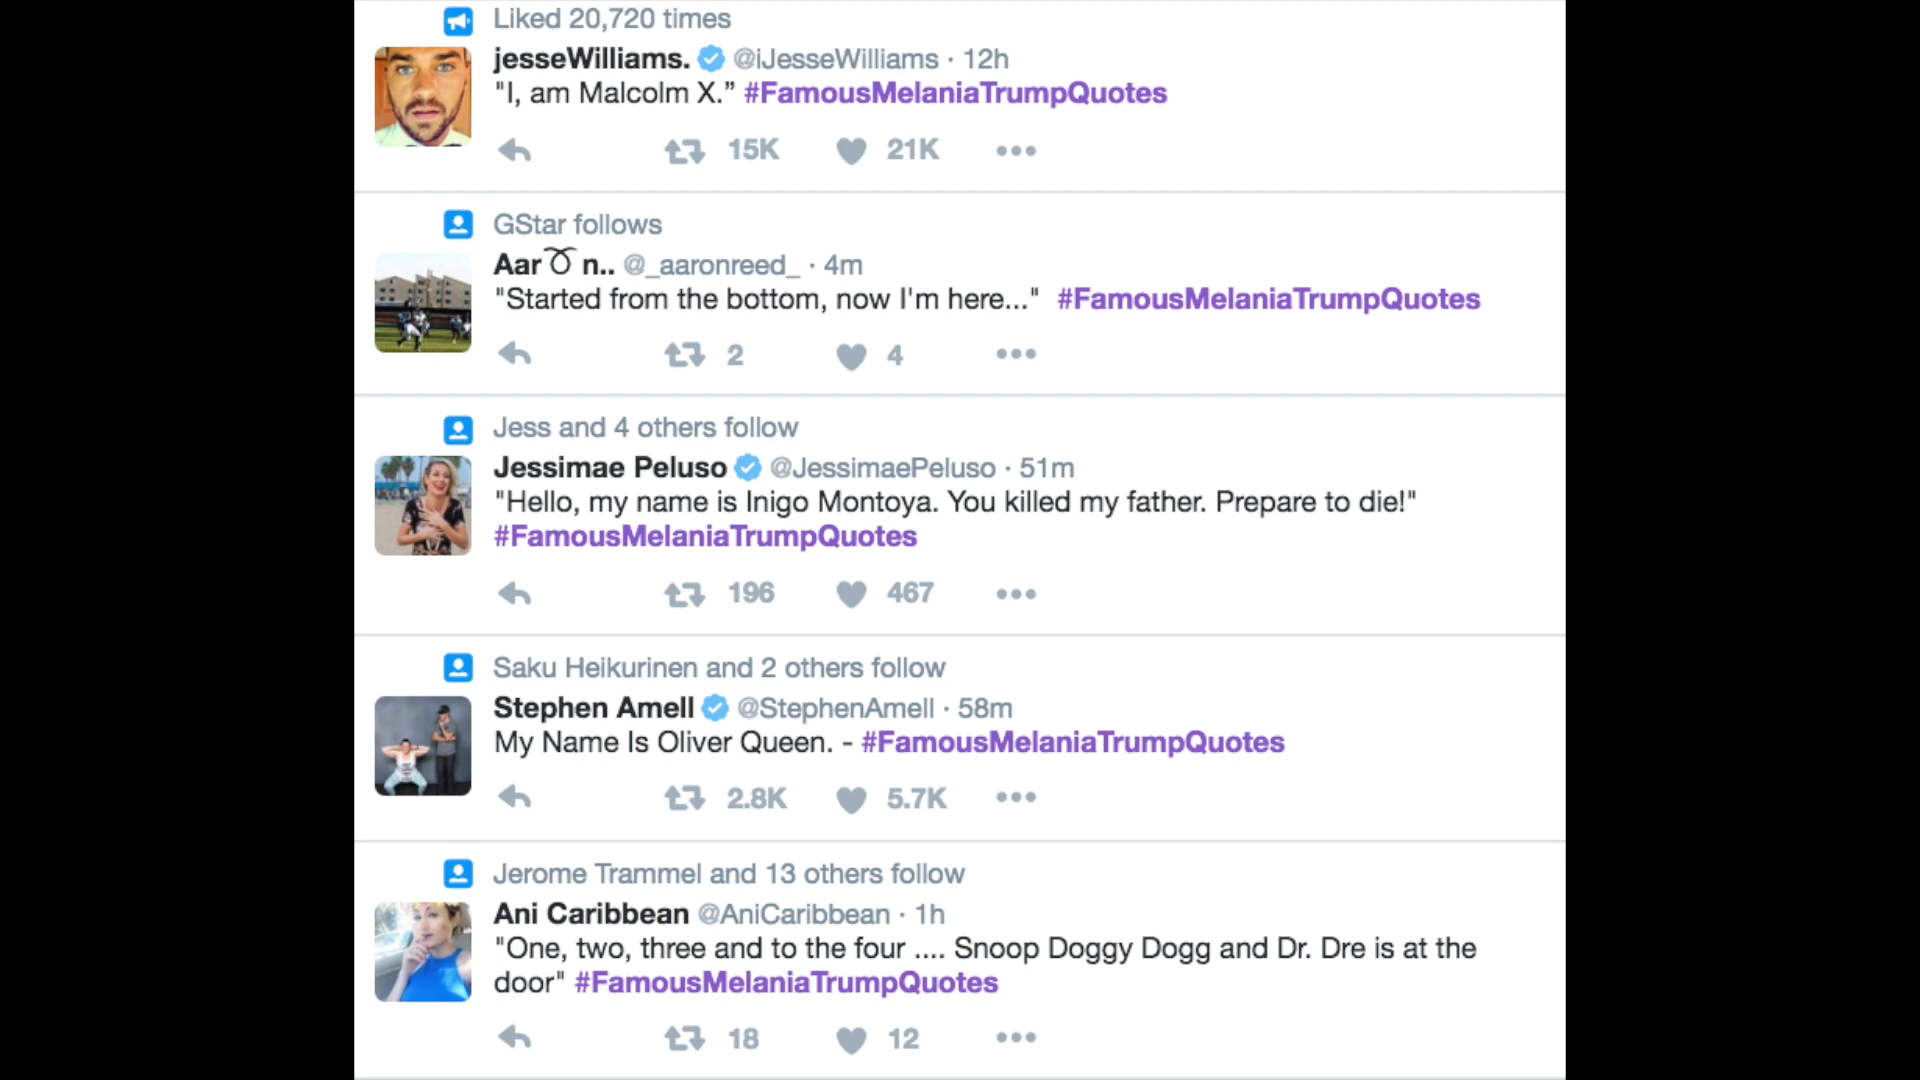 Liked 20,720 times
jesseWilliams. @iJesseWilliams · 12h
"I, am Malcolm X.” #FamousMelaniaTrumpQuotes
15K 21K
GStar follows
Aar➰n.. @_aaronreed_ · 4m
"Started from the bottom, now I'm here..." #FamousMelaniaTrumpQuotes
2 4
Jess and 4 others follow
Jessimae Peluso @JessimaePeluso · 51m
"Hello, my name is Inigo Montoya. You killed my father. Prepare to die!"
#FamousMelaniaTrumpQuotes
196 467
Saku Heikurinen and 2 others follow
Stephen Amell @StephenAmell · 58m
My Name Is Oliver Queen. - #FamousMelaniaTrumpQuotes
2.8K 5.7K
Jerome Trammel and 13 others follow
Ani Caribbean @AniCaribbean · 1h
"One, two, three and to the four .... Snoop Doggy Dogg and Dr. Dre is at the
door" #FamousMelaniaTrumpQuotes
18 12